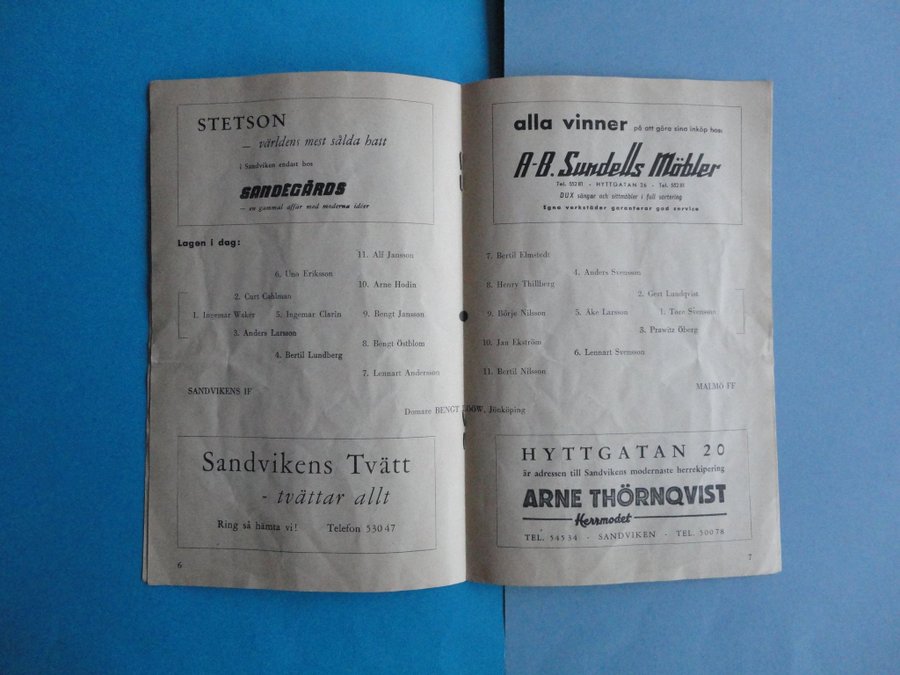 STETSON
— världens mest sålda hatt
i Sandviken endast hos
SANDEGÅRDS
— en gammal affär med moderna idéer
Lagen i dag:
11. Alf Jansson
6. Uno Eriksson
10. Arne Hodin
2. Curt Gahlman
1. Ingemar Waker 5. Ingemar Clarin 9. Bengt Jansson
3. Anders Larsson
8. Bengt Östblom
4. Bertil Lundberg
7. Lennart Andersson
SANDVIKENS IF
Domare BENGT LÖÖW, Jönköping
Sandvikens Tvätt
- tvättar allt
Ring så hämta vi! Telefon 530 47
6
alla vinner på att göra sina inköp hos:
A-B. Sundells Möbler
Tel. 552 81 - HYTTGATAN 26 - Tel. 552 81
DUX sängar och sittmöbler i full sortering
Egna verkstäder garanterar god service
7. Bertil Elmstedt
4. Anders Svensson
8. Henry Thillberg
2. Gert Lundqvist
9. Börje Nilsson 5. Åke Larsson 1. Tore Svensson
3. Prawitz Öberg
10. Jan Ekström
6. Lennart Svensson
11. Bertil Nilsson
MALMÖ FF
HYTTGATAN 20
är adressen till Sandvikens modernaste herrekipering
ARNE THÖRNQVIST
Herrmodet
TEL. 545 34 - SANDVIKEN - TEL. 500 78
7